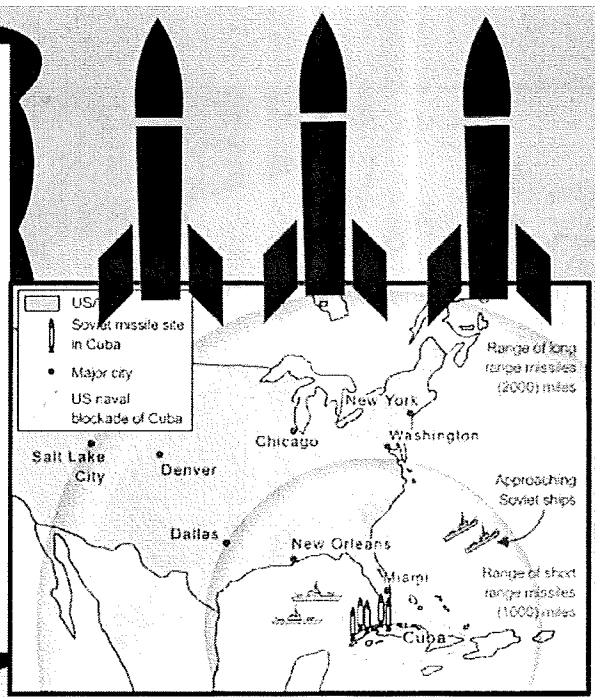 US/
Soviet missile site
in Cuba
Major city
US naval
blockade of Cuba
Range of long
range missiles
(2000) miles
New York
Chicago
Washington
Salt Lake
City
Denver
Approaching
Soviet ships
Dallas
New Orleans
Miami
Range of short
range missiles
(1000) miles
Cuba